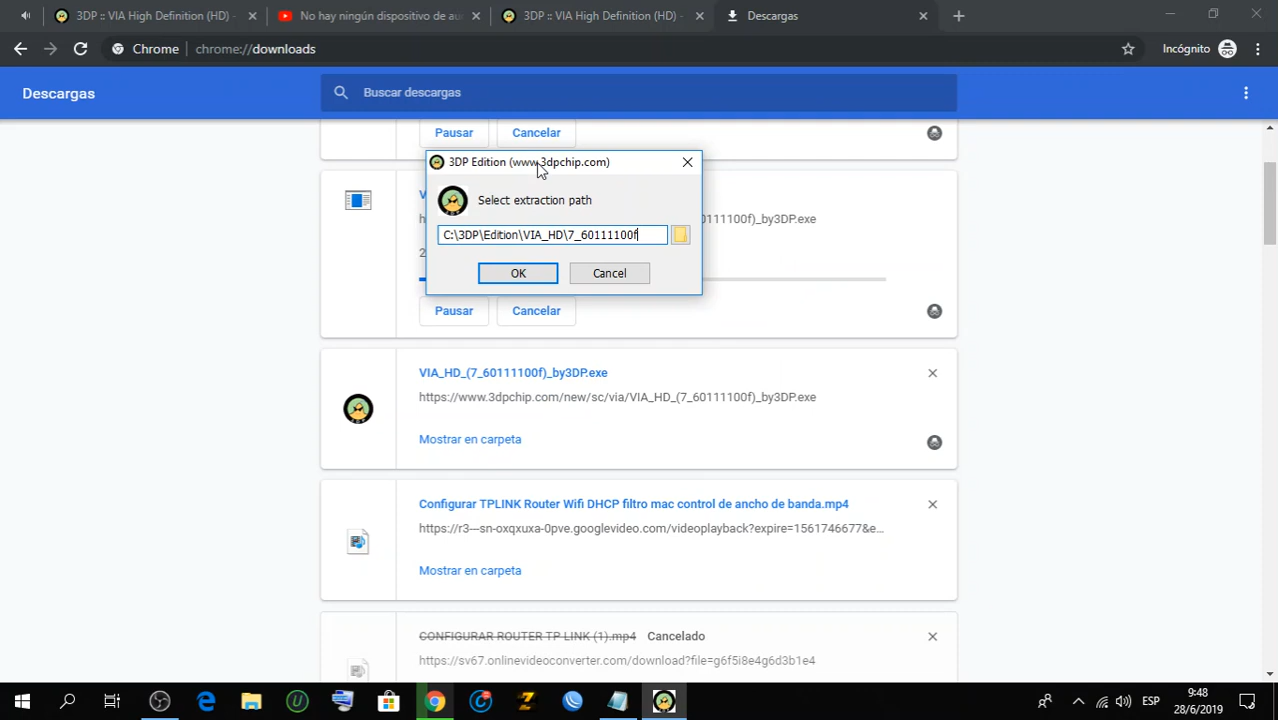 3DP :: VIA High Definition (HD) -
No hay ningún dispositivo de au
3DP :: VIA High Definition (HD) -
Descargas
Chrome
chrome://downloads
Incógnito
Descargas
Buscar descargas
Pausar
Cancelar
3DP Edition (www.3dpchip.com)
Select extraction path
C:\3DP\Edition\VIA_HD\7_60111100f
OK
Cancel
V
h
f)_by3DP.exe
2
Pausar
Cancelar
VIA_HD_(7_60111100f)_by3DP.exe
https://www.3dpchip.com/new/sc/via/VIA_HD_(7_60111100f)_by3DP.exe
Mostrar en carpeta
Configurar TPLINK Router Wifi DHCP filtro mac control de ancho de banda.mp4
https://r3---sn-oxqxuxa-0pve.googlevideo.com/videoplayback?expire=1561746677&e...
Mostrar en carpeta
CONFIGURAR ROUTER TP LINK (1).mp4 Cancelado
https://sv67.onlinevideoconverter.com/download?file=g6f5i8e4g6d3b1e4
ESP
9:48
28/6/2019